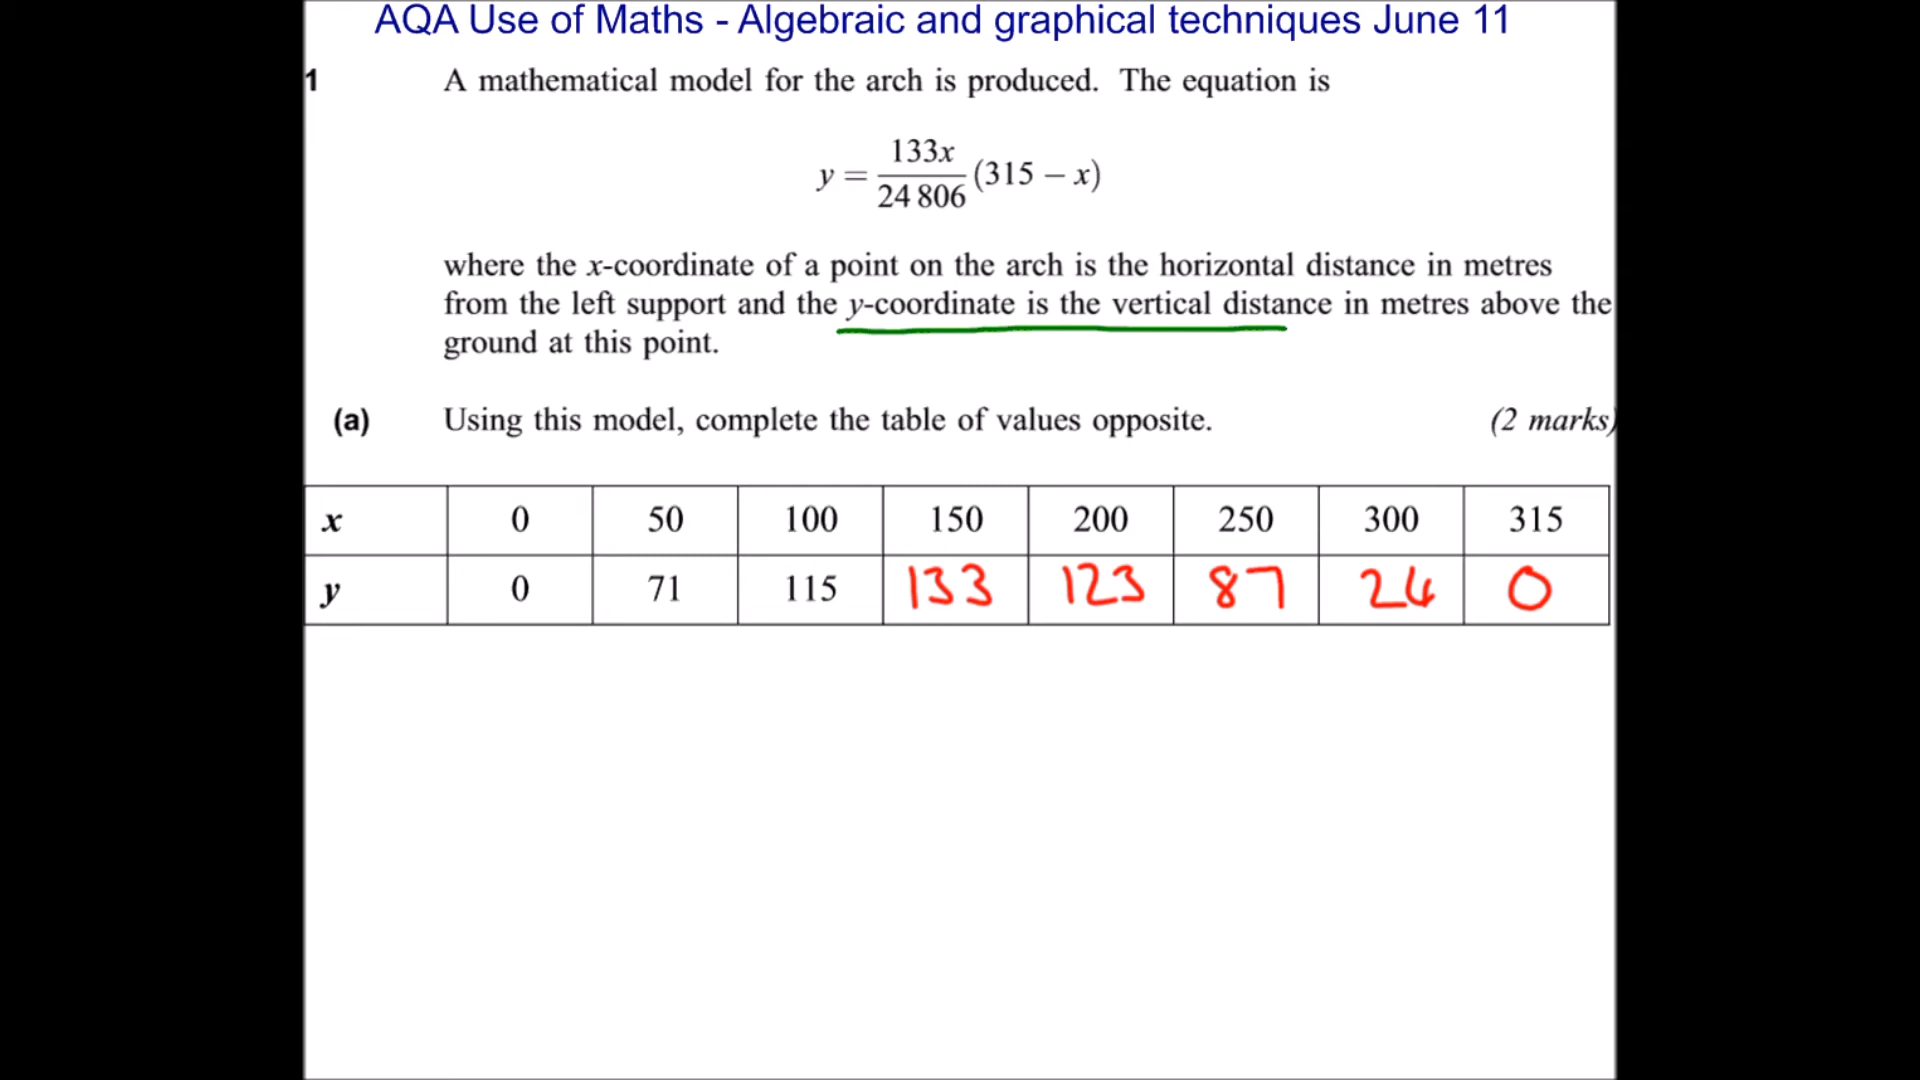 AQA Use of Maths - Algebraic and graphical techniques June 11
1 A mathematical model for the arch is produced. The equation is
y = 133x/24 806 (315 − x)
where the x-coordinate of a point on the arch is the horizontal distance in metres
from the left support and the y-coordinate is the vertical distance in metres above the
ground at this point.
(a) Using this model, complete the table of values opposite. (2 marks)
x 0 50 100 150 200 250 300 315
y 0 71 115 133 123 87 24 0